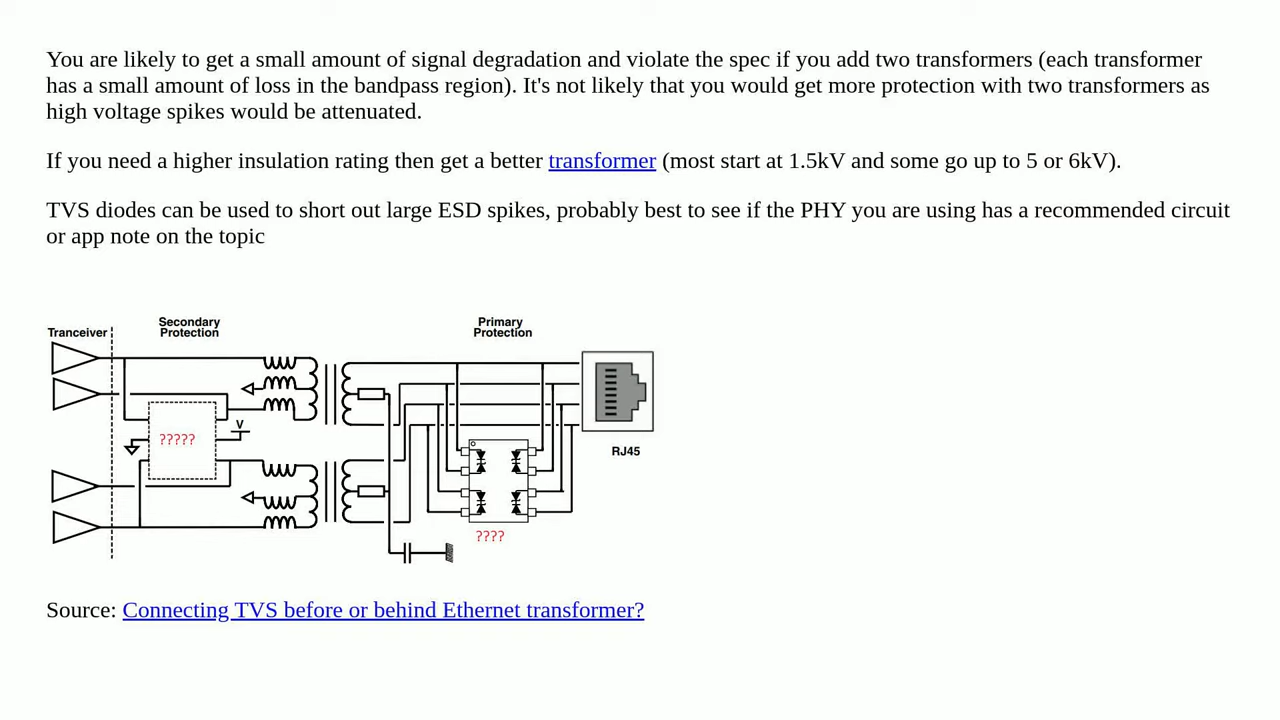 You are likely to get a small amount of signal degradation and violate the spec if you add two transformers (each transformer
has a small amount of loss in the bandpass region). It's not likely that you would get more protection with two transformers as
high voltage spikes would be attenuated.
If you need a higher insulation rating then get a better transformer (most start at 1.5kV and some go up to 5 or 6kV).
TVS diodes can be used to short out large ESD spikes, probably best to see if the PHY you are using has a recommended circuit
or app note on the topic
Tranceiver
Secondary
Protection
Primary
Protection
V
?????
RJ45
????
Source: Connecting TVS before or behind Ethernet transformer?